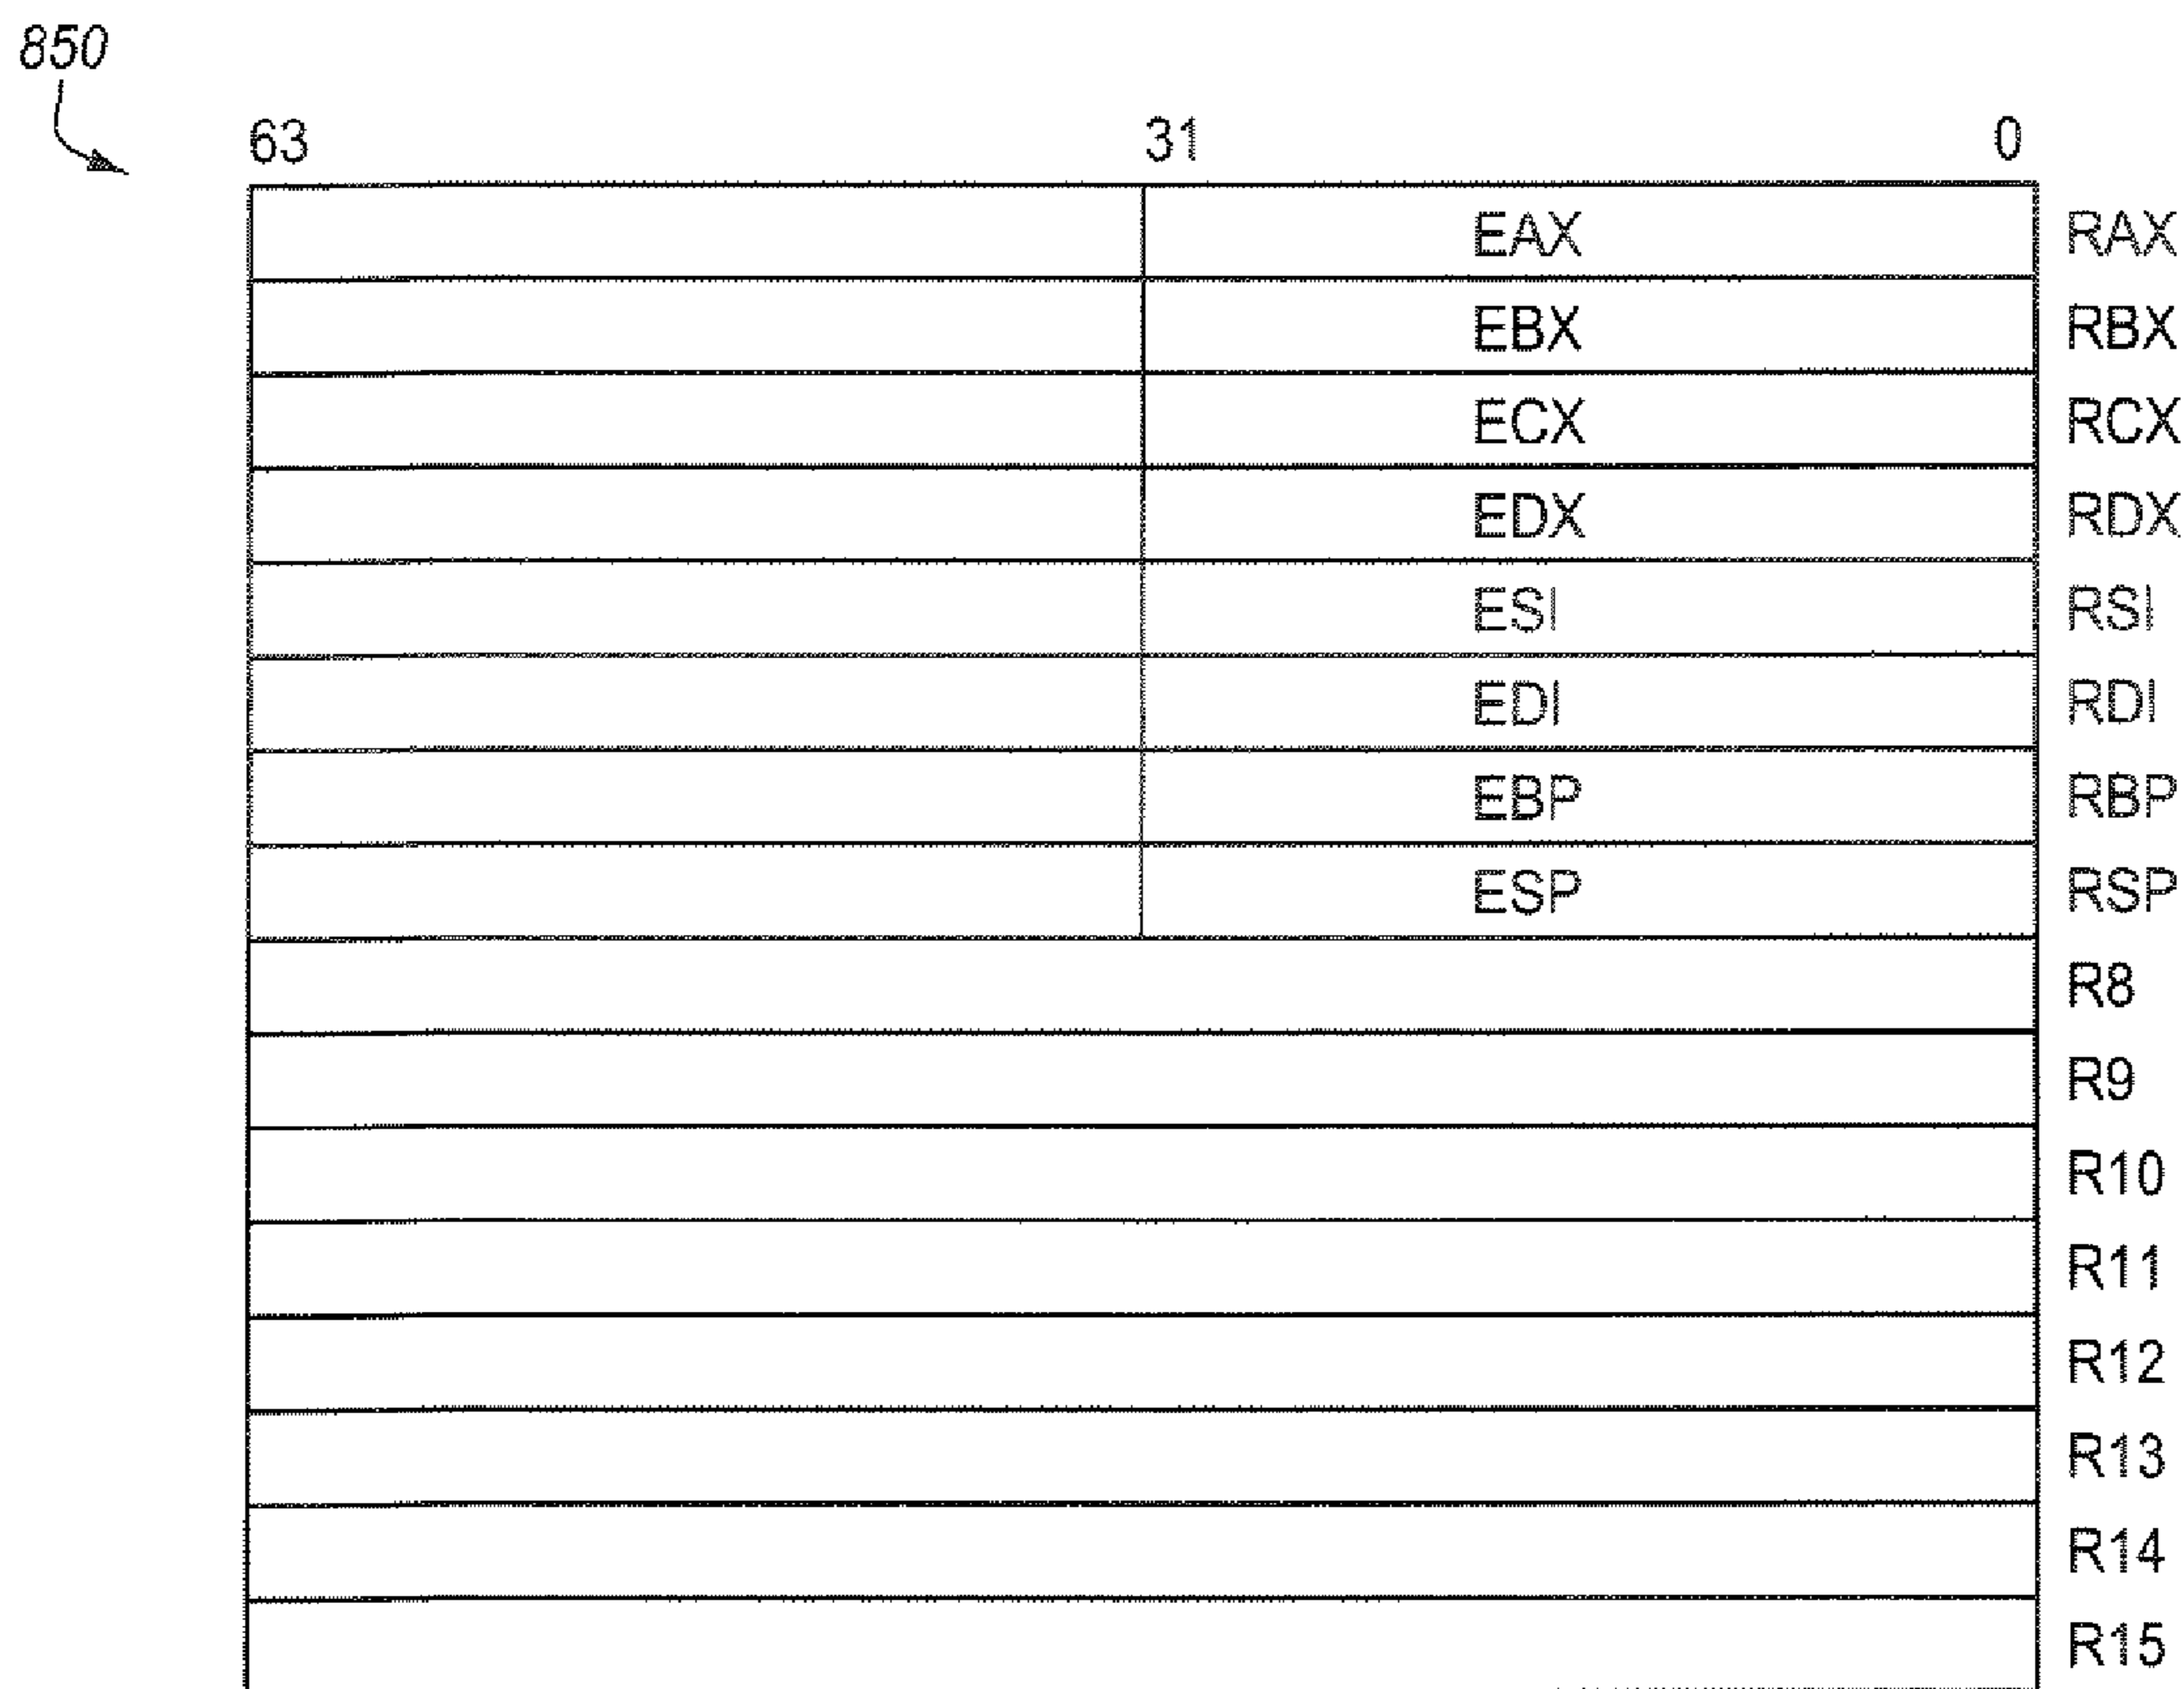 850
63 31 0
EAX RAX
EBX RBX
ECX RCX
EDX RDX
ESI RSI
EDI RDI
EBP RBP
ESP RSP
R8
R9
R10
R11
R12
R13
R14
R15